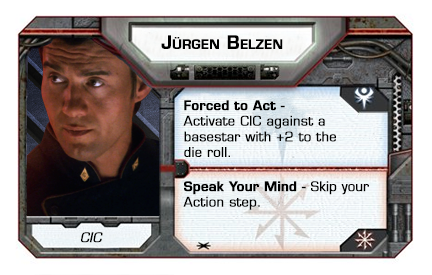 JÜRGEN BELZEN
Forced to Act -
Activate CIC against a
basestar with +2 to the
die roll.
Speak Your Mind - Skip your
Action step.
CIC